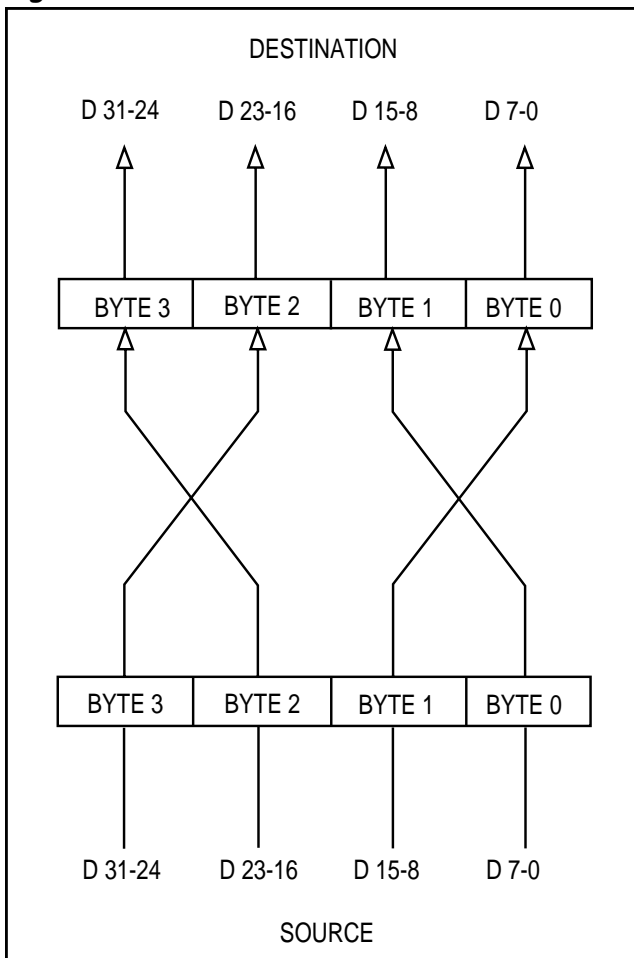 DESTINATION
D 31-24 D 23-16 D 15-8 D 7-0
BYTE 3 BYTE 2 BYTE 1 BYTE 0
BYTE 3 BYTE 2 BYTE 1 BYTE 0
D 31-24 D 23-16 D 15-8 D 7-0
SOURCE